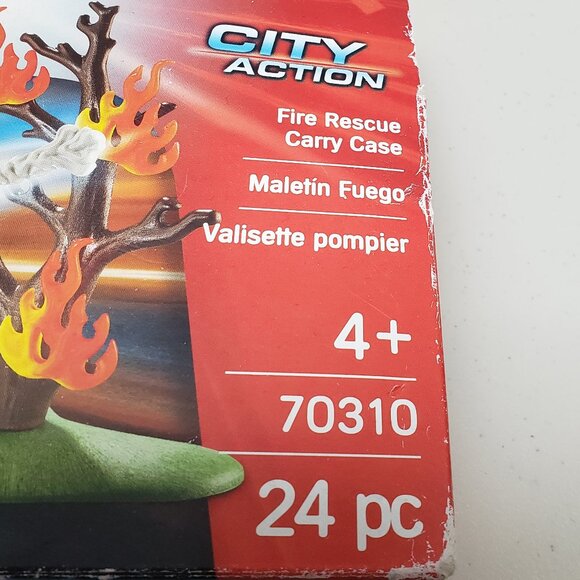 CITY
ACTION
Fire Rescue
Carry Case
Maletín Fuego
Valisette pompier
4+
70310
24 pc